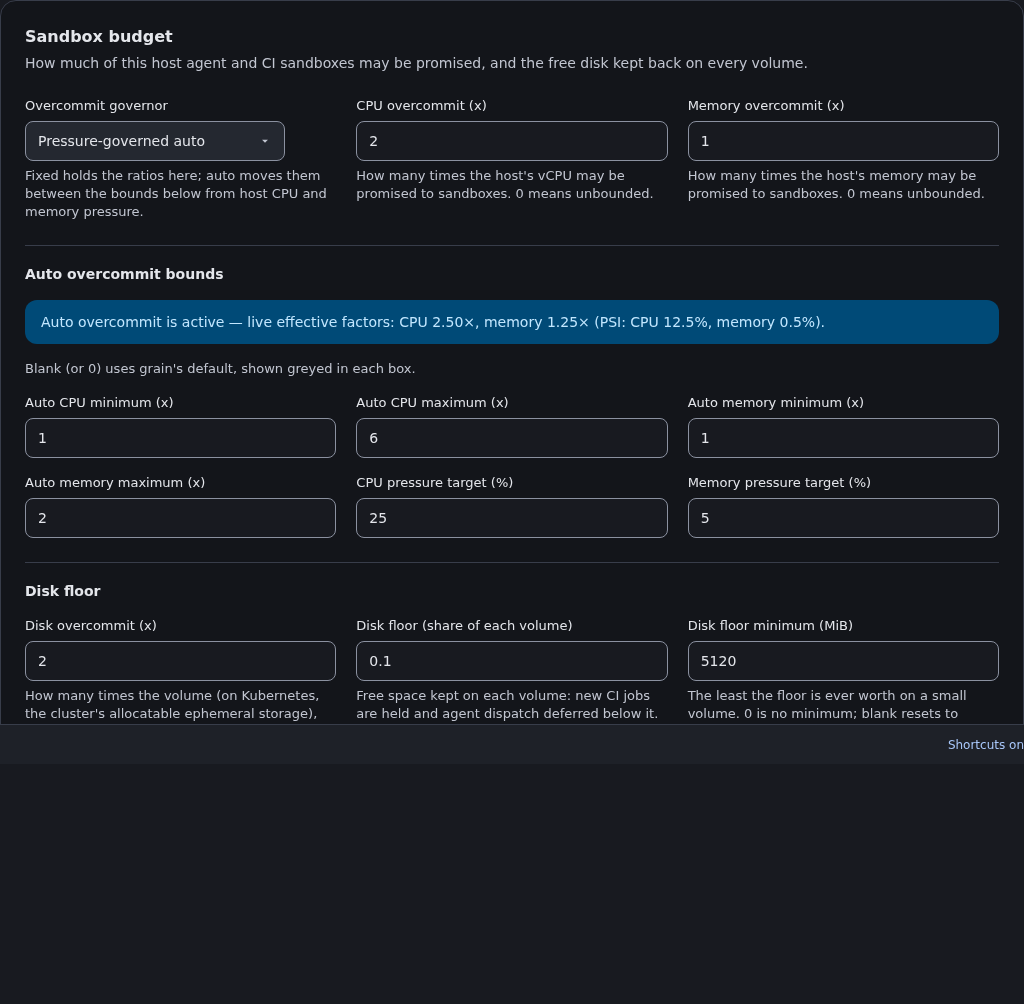 Sandbox budget
How much of this host agent and CI sandboxes may be promised, and the free disk kept back on every volume.
Overcommit governor
Pressure-governed auto
Fixed holds the ratios here; auto moves them
between the bounds below from host CPU and
memory pressure.
CPU overcommit (x)
2
How many times the host's vCPU may be
promised to sandboxes. 0 means unbounded.
Memory overcommit (x)
1
How many times the host's memory may be
promised to sandboxes. 0 means unbounded.
Auto overcommit bounds
Auto overcommit is active — live effective factors: CPU 2.50×, memory 1.25× (PSI: CPU 12.5%, memory 0.5%).
Blank (or 0) uses grain's default, shown greyed in each box.
Auto CPU minimum (x)
1
Auto CPU maximum (x)
6
Auto memory minimum (x)
1
Auto memory maximum (x)
2
CPU pressure target (%)
25
Memory pressure target (%)
5
Disk floor
Disk overcommit (x)
2
How many times the volume (on Kubernetes,
the cluster's allocatable ephemeral storage),
Disk floor (share of each volume)
0.1
Free space kept on each volume: new CI jobs
are held and agent dispatch deferred below it.
Disk floor minimum (MiB)
5120
The least the floor is ever worth on a small
volume. 0 is no minimum; blank resets to
Shortcuts on